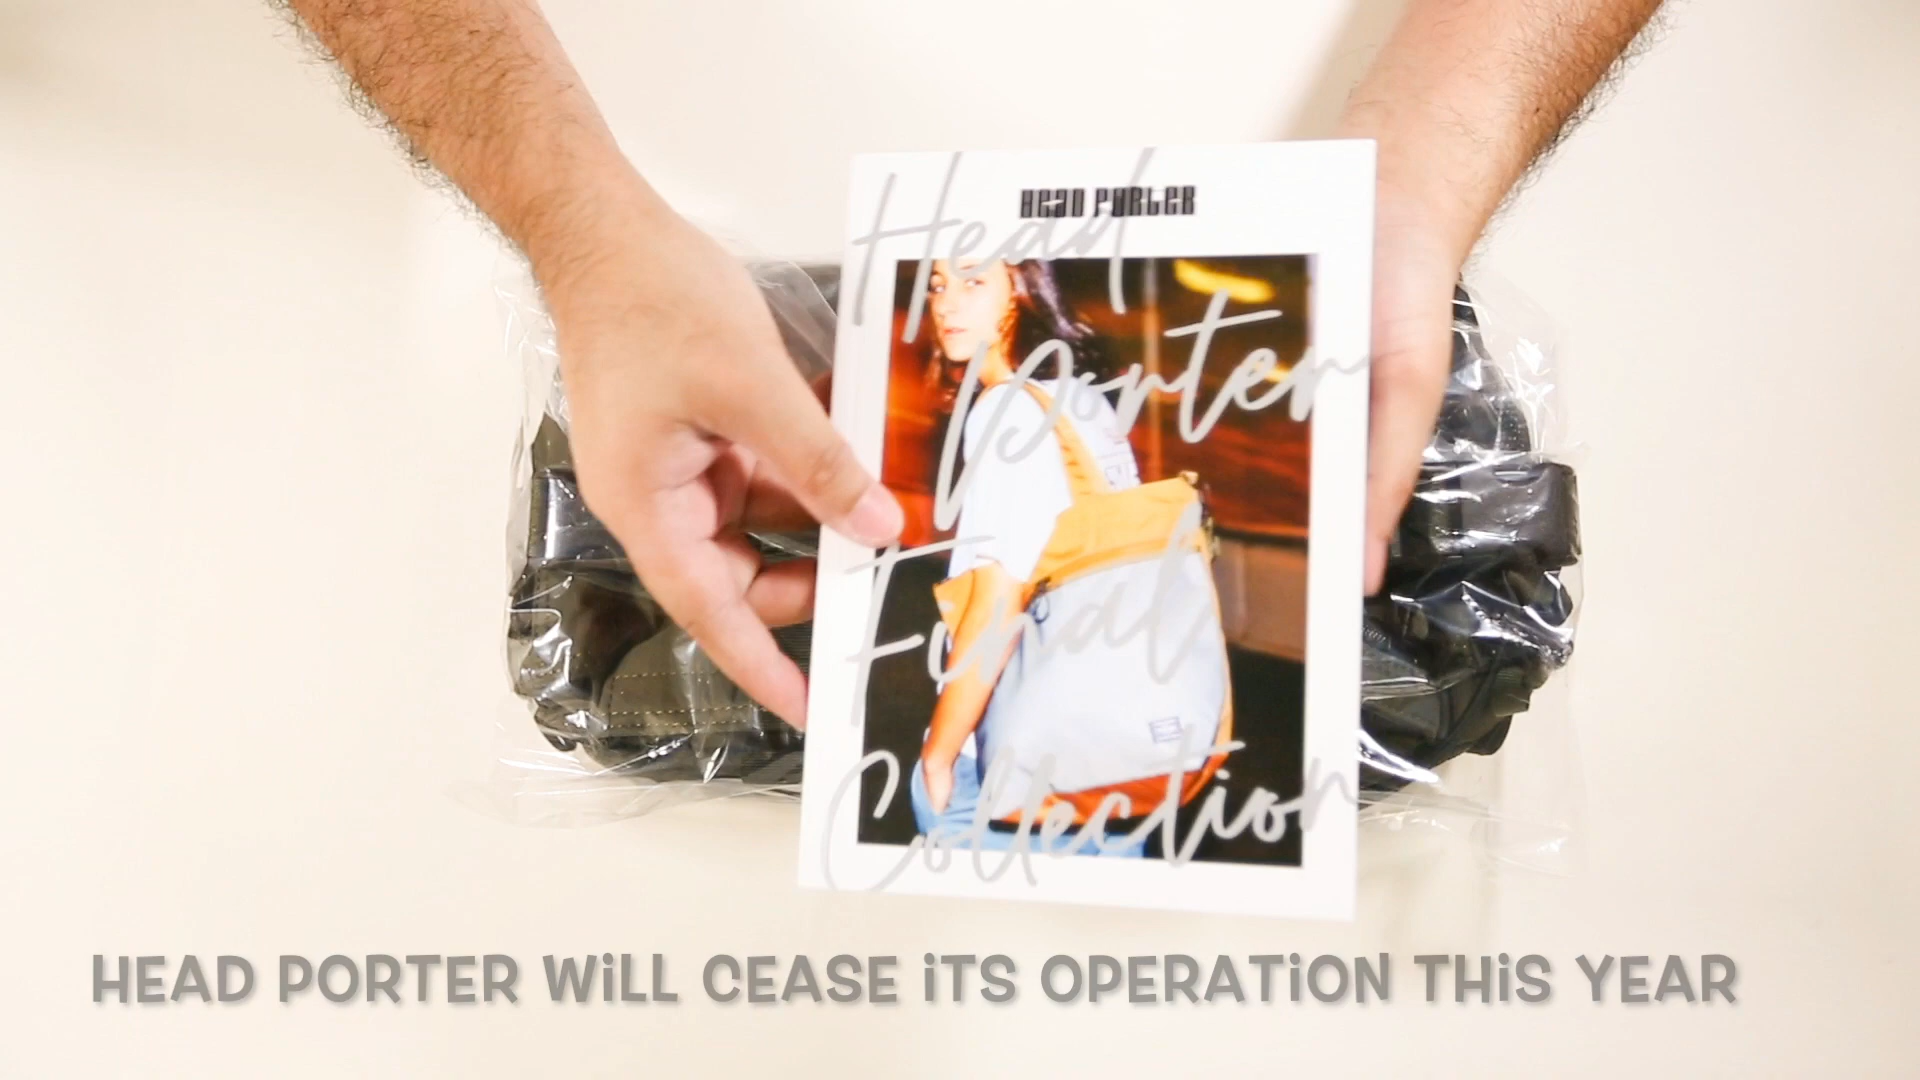 HEAD PORTER
Head
Porter
Final
Collection
HEAD PORTER WiLL CEASE iTS OPERATiON THiS YEAR